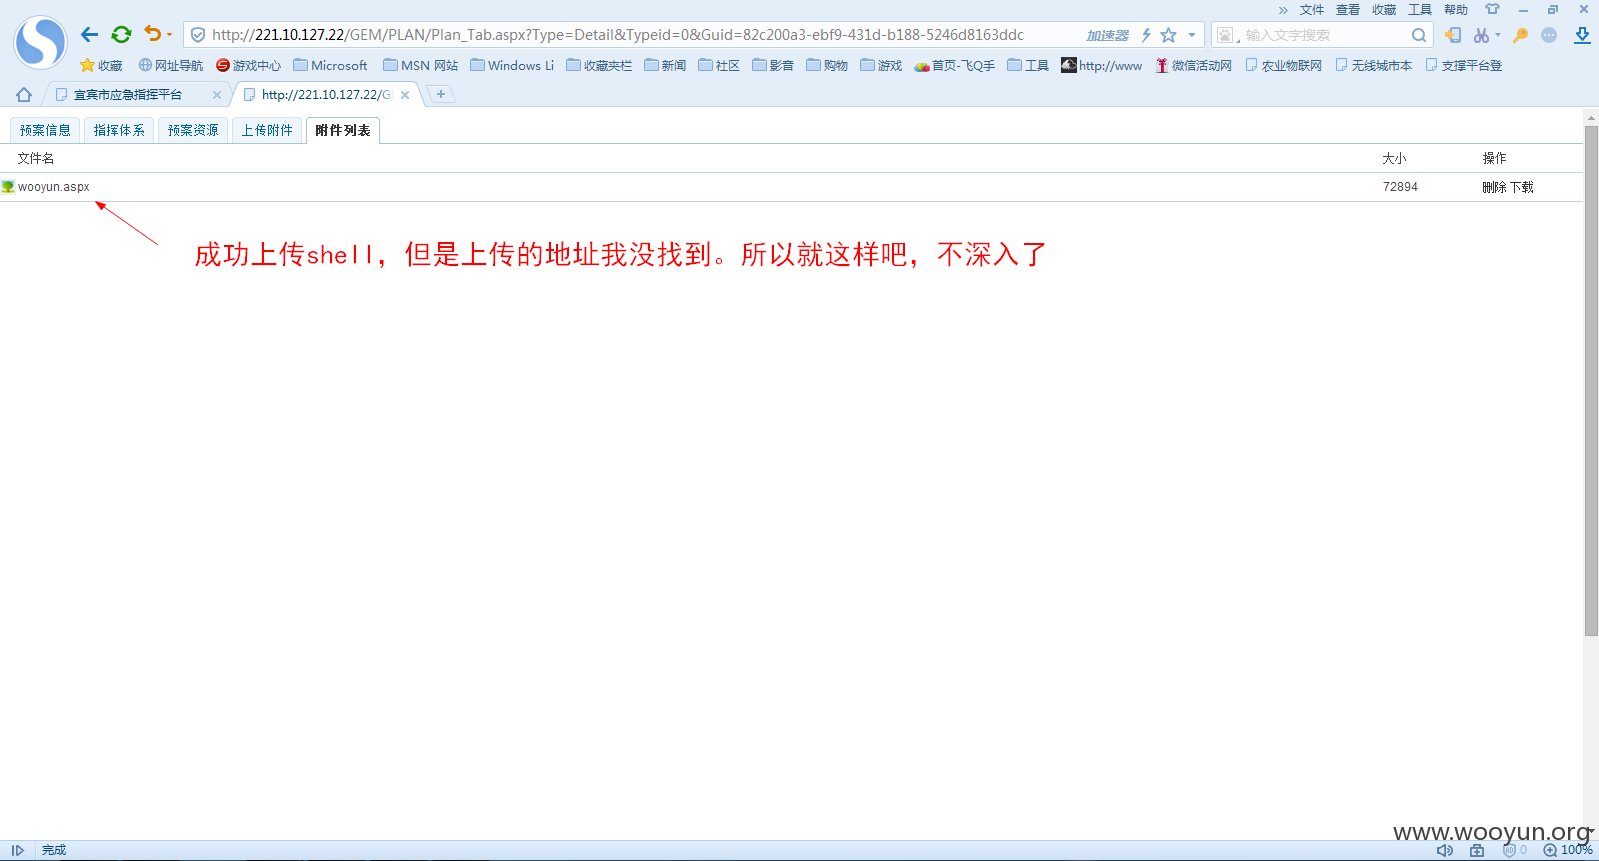 » 文件 查看 收藏 工具 帮助
http://221.10.127.22/GEM/PLAN/Plan_Tab.aspx?Type=Detail&Typeid=0&Guid=82c200a3-ebf9-431d-b188-5246d8163ddc 加速器 输入文字搜索
收藏 网址导航 游戏中心 Microsoft MSN 网站 Windows Li 收藏夹栏 新闻 社区 影音 购物 游戏 首页-飞Q手 工具 http://www 微信活动网 农业物联网 无线城市本 支撑平台登
宜宾市应急指挥平台 http://221.10.127.22/G
预案信息 指挥体系 预案资源 上传附件 附件列表
文件名 大小 操作
wooyun.aspx 72894 删除 下载
成功上传shell，但是上传的地址我没找到。所以就这样吧，不深入了
www.wooyun.org
完成 0 100%